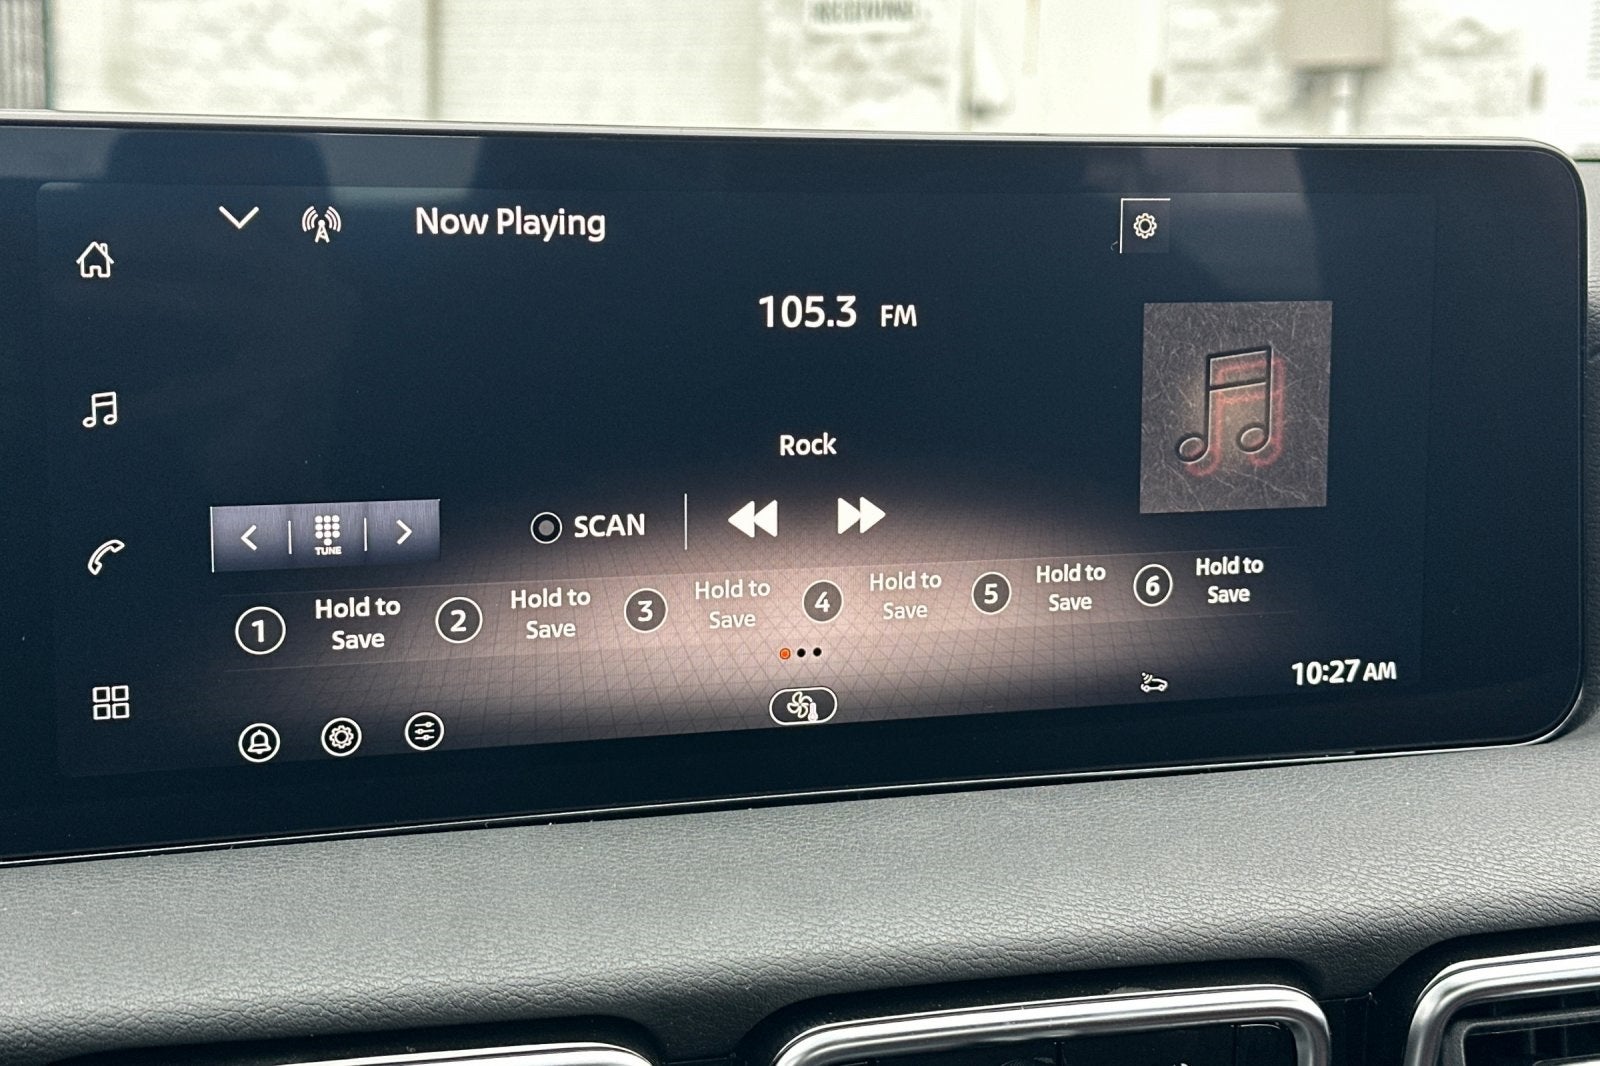 RECEIVING
Now Playing
105.3 FM
Rock
TUNE
SCAN
1 Hold to Save
2 Hold to Save
3 Hold to Save
4 Hold to Save
5 Hold to Save
6 Hold to Save
10:27 AM